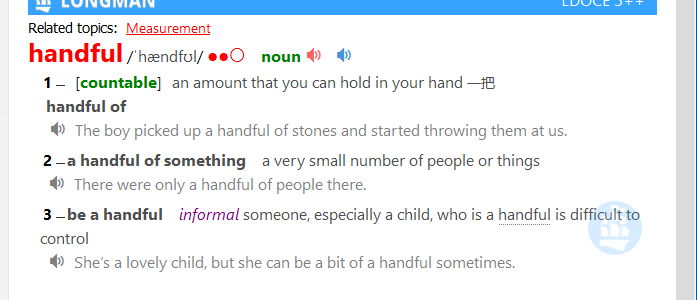 LONGMAN LDOCE 5++
Related topics: Measurement
handful /ˈhændfʊl/ ●●○ noun
1 – [countable] an amount that you can hold in your hand 一把
handful of
The boy picked up a handful of stones and started throwing them at us.
2 – a handful of something a very small number of people or things
There were only a handful of people there.
3 – be a handful informal someone, especially a child, who is a handful is difficult to
control
She's a lovely child, but she can be a bit of a handful sometimes.